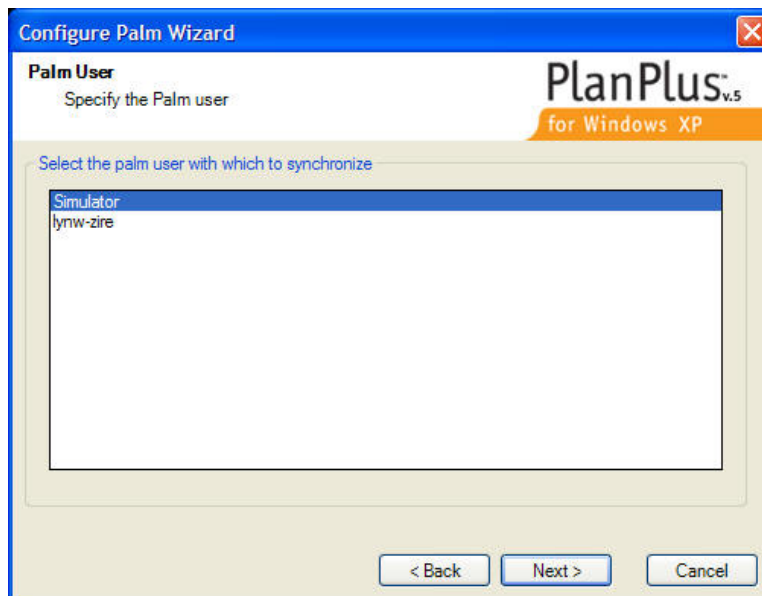 Configure Palm Wizard
Palm User
Specify the Palm user
PlanPlus™ v.5
for Windows XP
Select the palm user with which to synchronize
Simulator
lynw-zire
< Back
Next >
Cancel